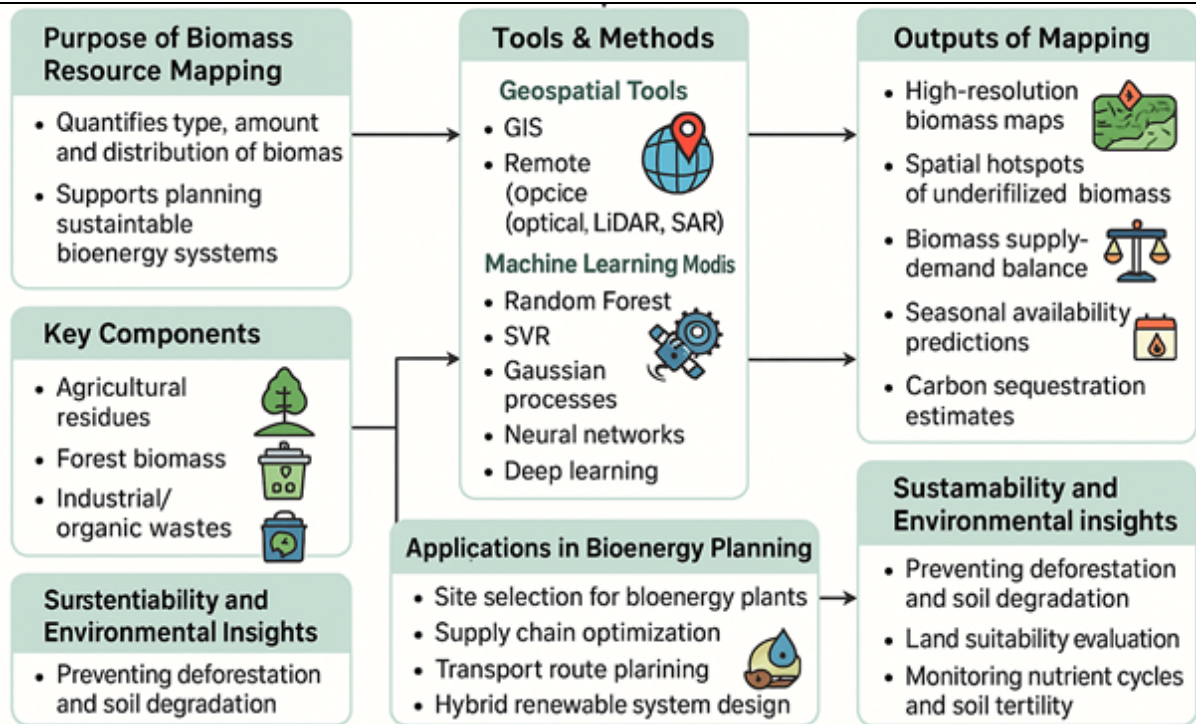 Purpose of Biomass
Resource Mapping
• Quantifies type, amount
and distribution of biomas
• Supports planning
sustaintable
bioenergy sysstems
Key Components
• Agricultural
residues
• Forest biomass
• Industrial/
organic wastes
Surstentiability and
Environmental Insights
• Preventing deforestation
and soil degradation
Tools & Methods
Geospatial Tools
• GIS
• Remote
(opcice
(optical, LiDAR, SAR)
Machine Learning Modis
• Random Forest
• SVR
• Gaussian
processes
• Neural networks
• Deep learning
Applications in Bioenergy Planning
• Site selection for bloenergy plants
• Supply chain optimization
• Transport route plarining
• Hybrid renewable system design
Outputs of Mapping
• High-resolution
biomass maps
• Spatial hotspots
of underifilized biomass
• Biomass supply-
demand balance
• Seasonal availability
predictions
• Carbon sequestration
estimates
Sustamability and
Environmental insights
• Preventing deforestation
and soil degradation
• Land suitability evaluation
• Monitoring nutrient cycles
and soil tertility